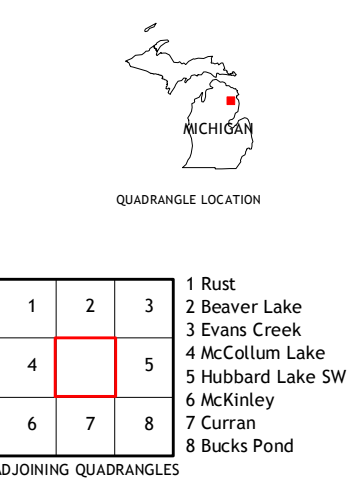 MICHIGAN
QUADRANGLE LOCATION
1 2 3
4 5
6 7 8
1 Rust
2 Beaver Lake
3 Evans Creek
4 McCollum Lake
5 Hubbard Lake SW
6 McKinley
7 Curran
8 Bucks Pond
ADJOINING QUADRANGLES